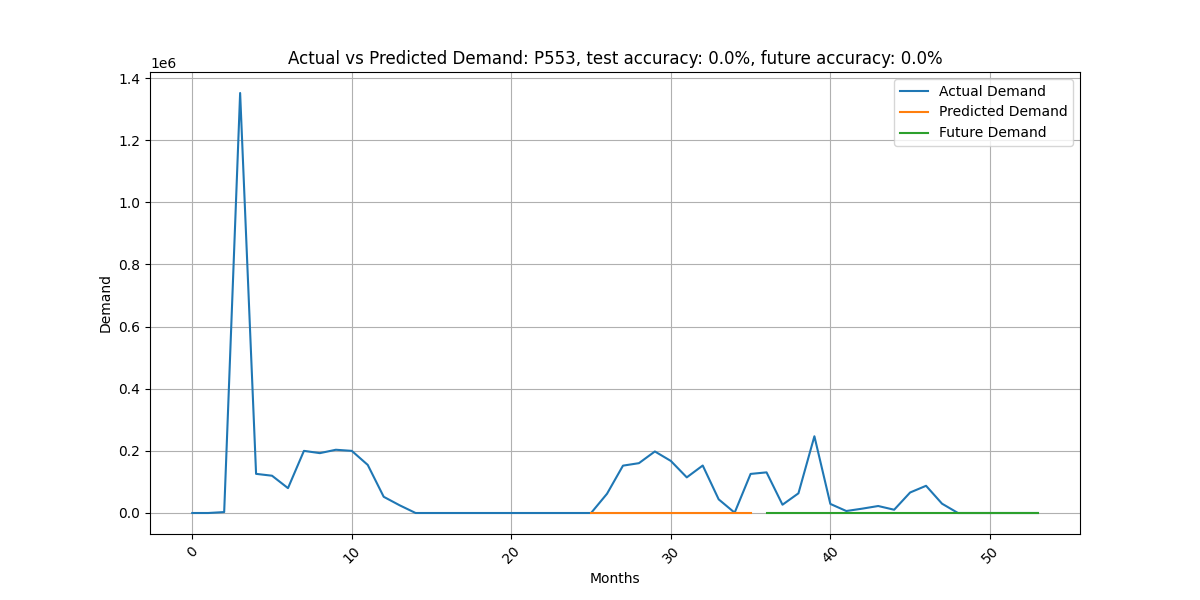 Actual vs Predicted Demand: P553, test accuracy: 0.0%, future accuracy: 0.0%
1e6
1.4
1.2
1.0
0.8
0.6
0.4
0.2
0.0
Demand
Actual Demand
Predicted Demand
Future Demand
0
10
20
30
40
50
Months